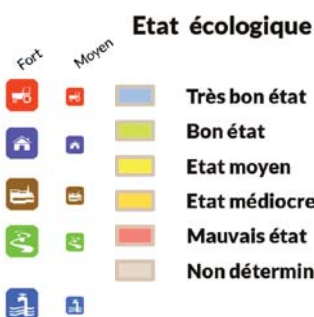 Etat écologique
Fort
Moyen
Très bon état
Bon état
Etat moyen
Etat médiocre
Mauvais état
Non détermin